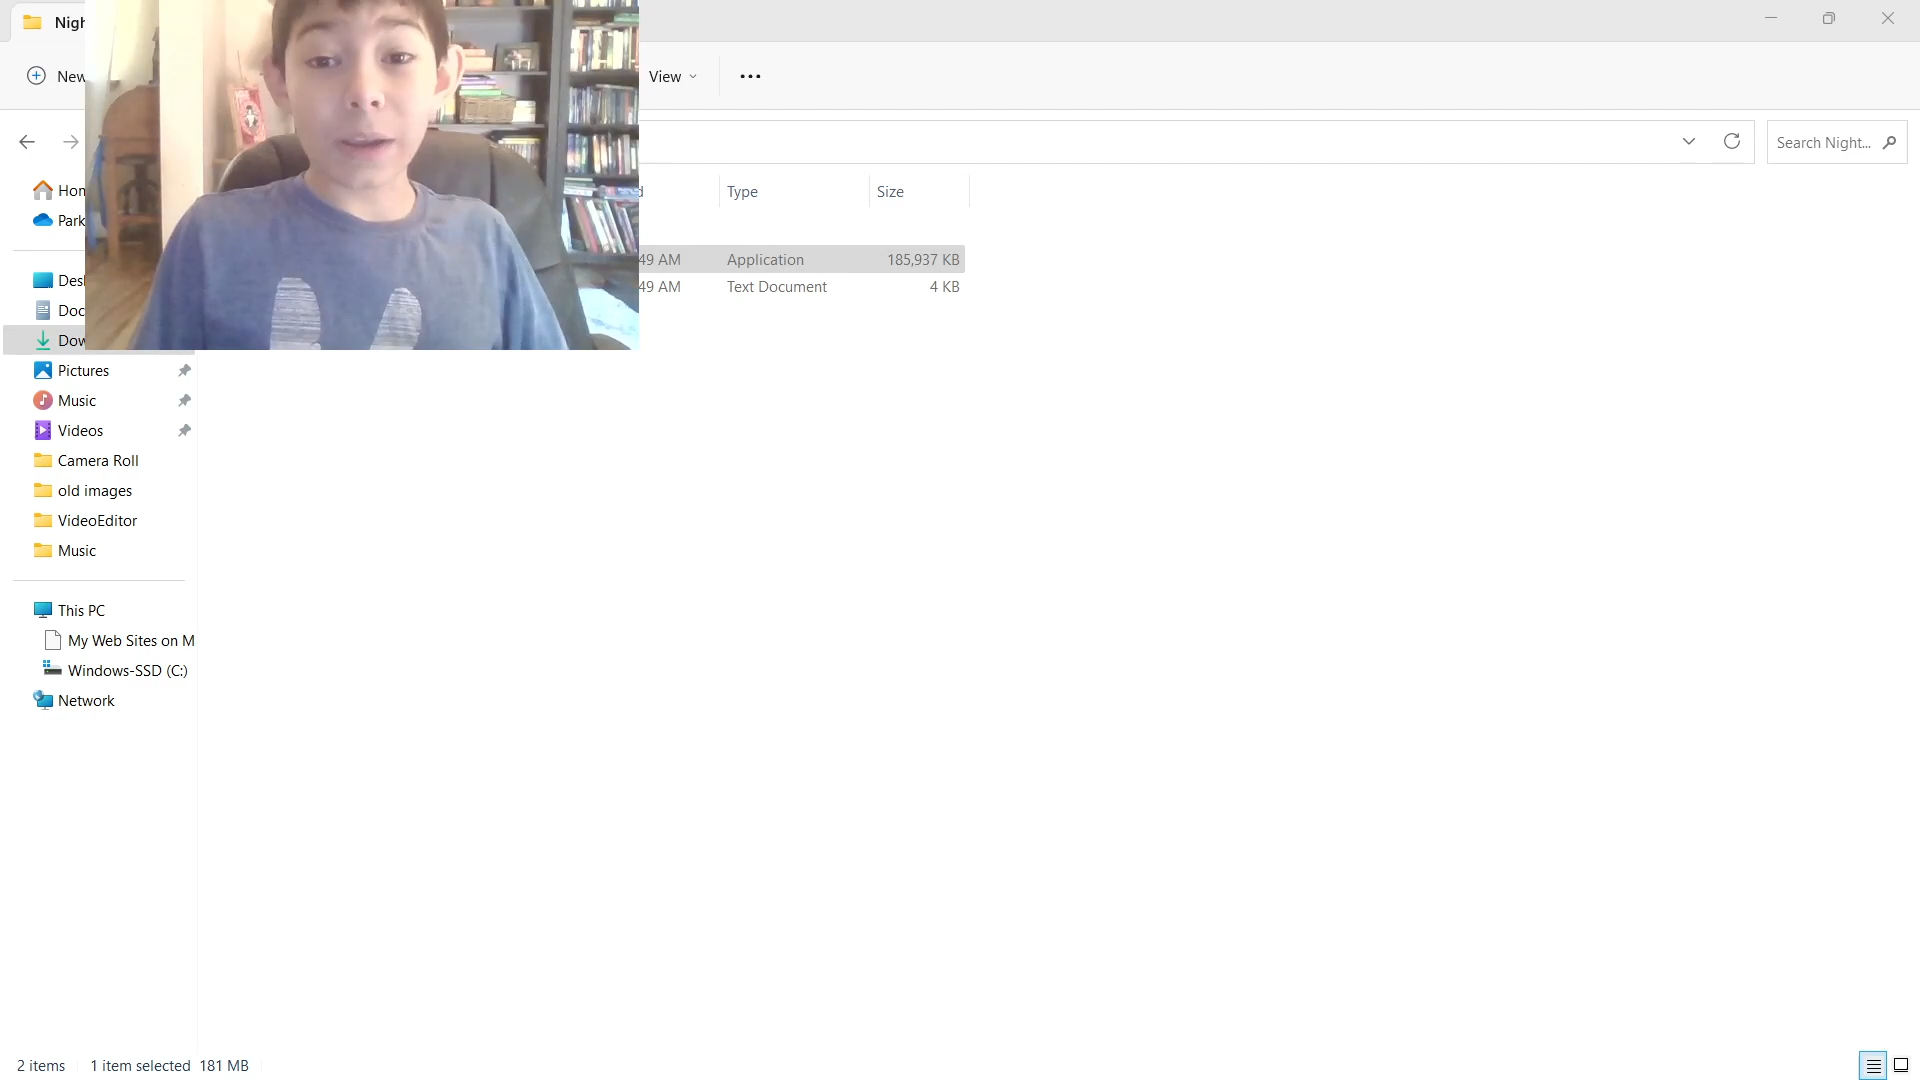 Nigh
New
View
Search Night...
Hom
Park
Type
Size
49 AM
Application
185,937 KB
49 AM
Text Document
4 KB
Desk
Doc
Dow
Pictures
Music
Videos
Camera Roll
old images
VideoEditor
Music
This PC
My Web Sites on M
Windows-SSD (C:)
Network
2 items
1 item selected 181 MB